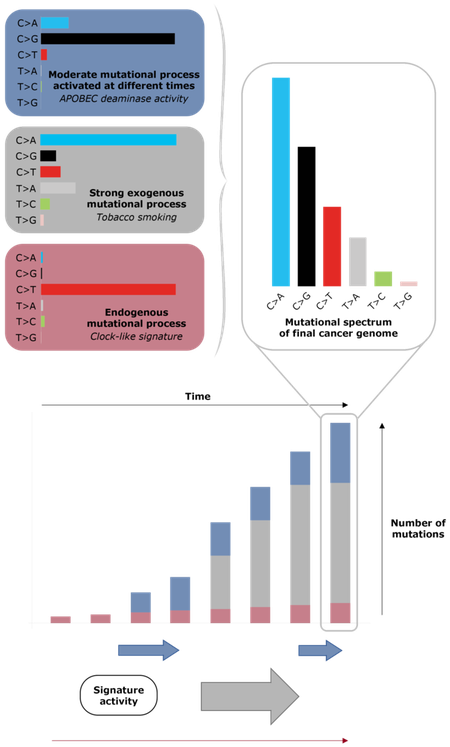 C>A
C>G
C>T
T>A
T>C
T>G
Moderate mutational process
activated at different times
APOBEC deaminase activity
C>A
C>G
C>T
T>A
T>C
T>G
Strong exogenous
mutational process
Tobacco smoking
C>A
C>G
C>T
T>A
T>C
T>G
Endogenous
mutational process
Clock-like signature
C>A
C>G
C>T
T>A
T>C
T>G
Mutational spectrum
of final cancer genome
Time
Number of
mutations
Signature
activity